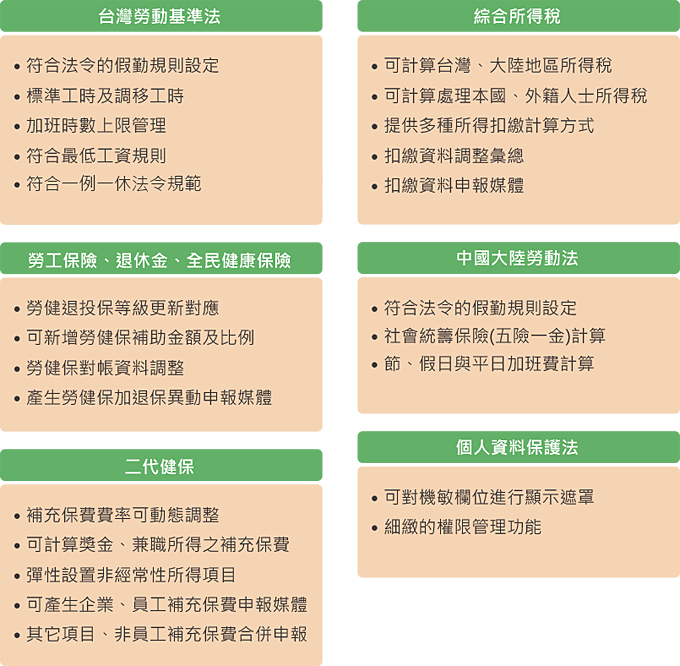 台灣勞動基準法
• 符合法令的假勤規則設定
• 標準工時及調移工時
• 加班時數上限管理
• 符合最低工資規則
• 符合一例一休法令規範
勞工保險、退休金、全民健康保險
• 勞健退投保等級更新對應
• 可新增勞健保補助金額及比例
• 勞健保對帳資料調整
• 產生勞健保加退保異動申報媒體
二代健保
• 補充保費費率可動態調整
• 可計算獎金、兼職所得之補充保費
• 彈性設置非經常性所得項目
• 可產生企業、員工補充保費申報媒體
• 其它項目、非員工補充保費合併申報
綜合所得稅
• 可計算台灣、大陸地區所得稅
• 可計算處理本國、外籍人士所得稅
• 提供多種所得扣繳計算方式
• 扣繳資料調整彙總
• 扣繳資料申報媒體
中國大陸勞動法
• 符合法令的假勤規則設定
• 社會統籌保險(五險一金)計算
• 節、假日與平日加班費計算
個人資料保護法
• 可對機敏欄位進行顯示遮罩
• 細緻的權限管理功能